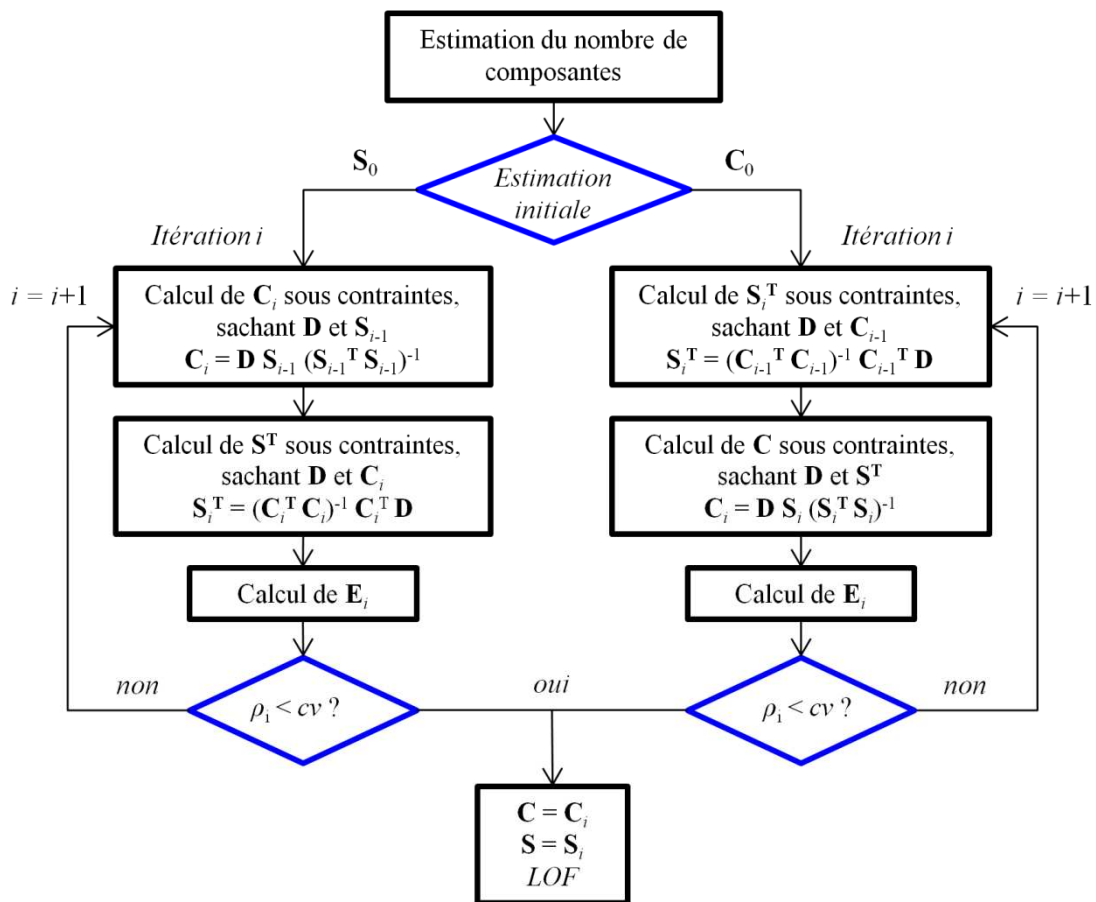 Estimation du nombre de
composantes
S₀
C₀
Estimation
initiale
Itération i
Itération i
i = i+1
Calcul de Cᵢ sous contraintes,
sachant D et Sᵢ₋₁
Cᵢ = D Sᵢ₋₁ (Sᵢ₋₁ᵀ Sᵢ₋₁)⁻¹
Calcul de Sᵢᵀ sous contraintes,
sachant D et Cᵢ₋₁
Sᵢᵀ = (Cᵢ₋₁ᵀ Cᵢ₋₁)⁻¹ Cᵢ₋₁ᵀ D
i = i+1
Calcul de Sᵀ sous contraintes,
sachant D et Cᵢ
Sᵢᵀ = (Cᵢᵀ Cᵢ)⁻¹ Cᵢᵀ D
Calcul de C sous contraintes,
sachant D et Sᵀ
Cᵢ = D Sᵢ (Sᵢᵀ Sᵢ)⁻¹
Calcul de Eᵢ
Calcul de Eᵢ
non
ρᵢ < cv ?
oui
ρᵢ < cv ?
non
C = Cᵢ
S = Sᵢ
LOF